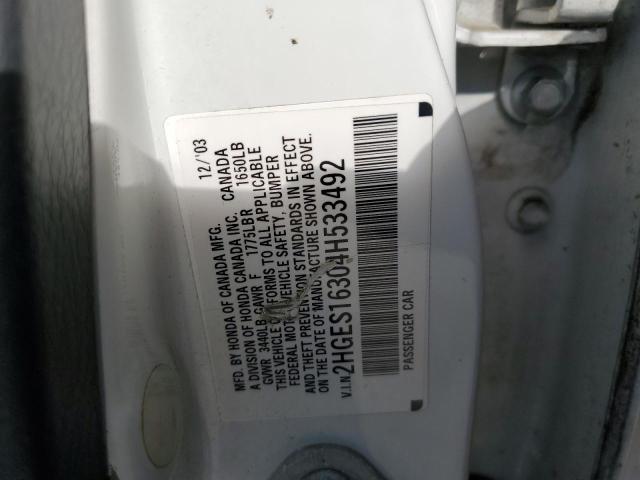 MFD. BY HONDA OF CANADA MFG. 12/'03
A DIVISION OF HONDA CANADA INC. CANADA
GVWR 3440LB GAWR F 1775LB R 1650LB
THIS VEHICLE CONFORMS TO ALL APPLICABLE
FEDERAL MOTOR VEHICLE SAFETY, BUMPER
AND THEFT PREVENTION STANDARDS IN EFFECT
ON THE DATE OF MANUFACTURE SHOWN ABOVE.
V.I.N. 2HGES16304H533492
PASSENGER CAR